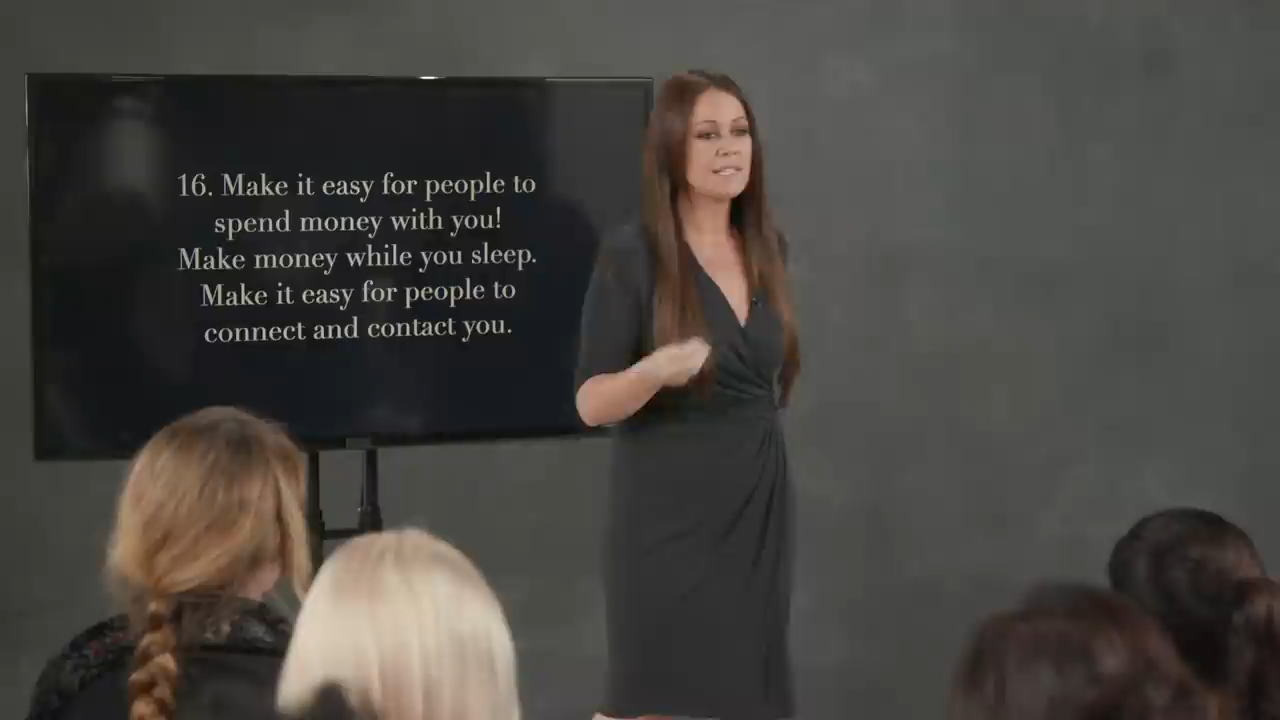 16. Make it easy for people to
spend money with you!
Make money while you sleep.
Make it easy for people to
connect and contact you.